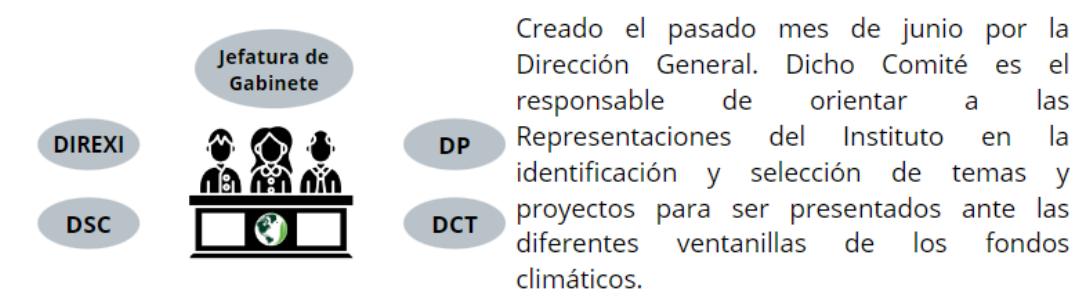 Jefatura de
Gabinete
DIREXI
DP
DSC
DCT
Creado el pasado mes de junio por la
Dirección General. Dicho Comité es el
responsable de orientar a las
Representaciones del Instituto en la
identificación y selección de temas y
proyectos para ser presentados ante las
diferentes ventanillas de los fondos
climáticos.